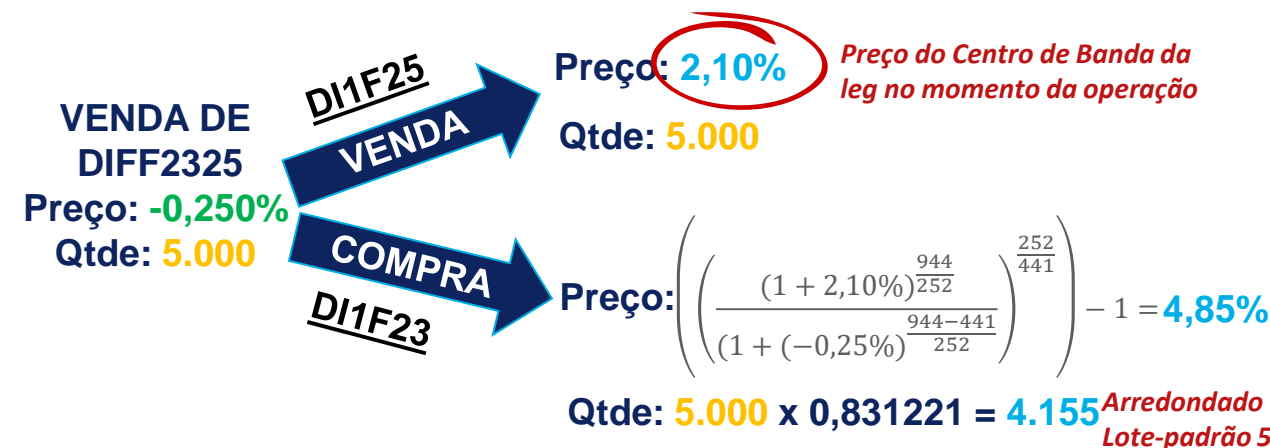 VENDA DE
DIFF2325
Preço: -0,250%
Qtde: 5.000
DI1F25
VENDA
Preço: 2,10%
Preço do Centro de Banda da
leg no momento da operação
Qtde: 5.000
COMPRA
DI1F23
Preço: (((1 + 2,10%)^(944/252) / (1 + (−0,25%)^((944−441)/252))^(252/441)) − 1 = 4,85%
Qtde: 5.000 x 0,831221 = 4.155 Arredondado
Lote-padrão 5